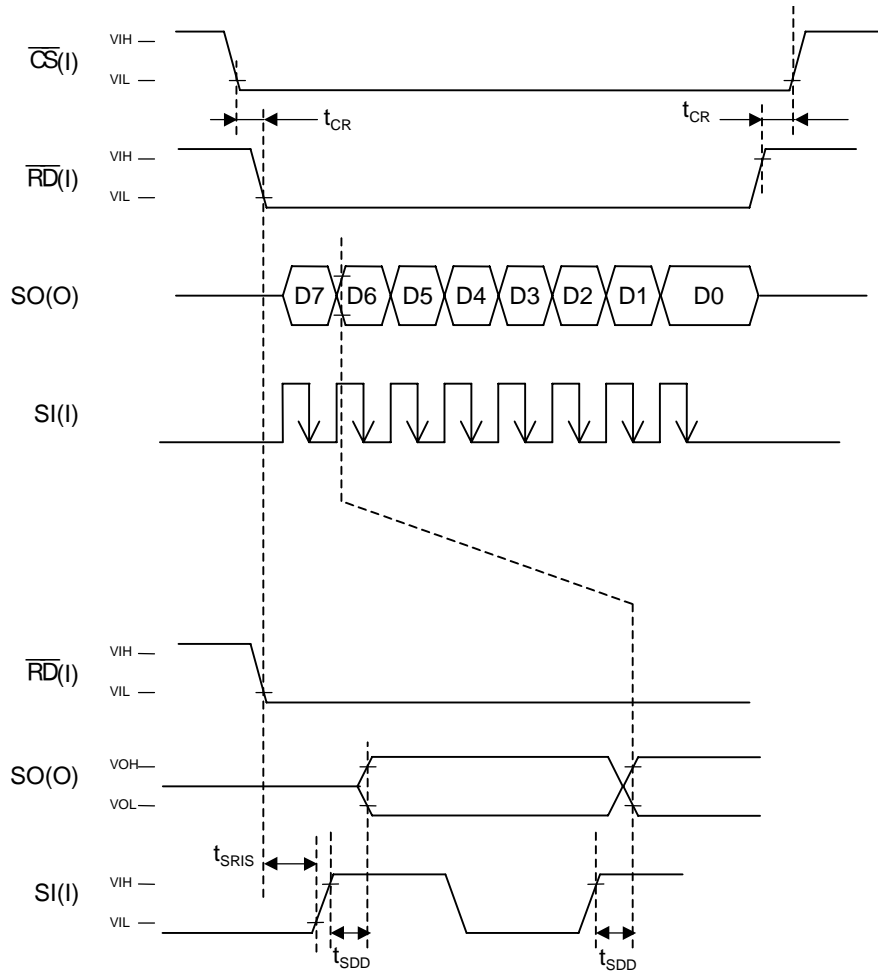 VIH
CS(I)
VIL
tCR
tCR
VIH
RD(I)
VIL
SO(O)
D7 D6 D5 D4 D3 D2 D1 D0
SI(I)
VIH
RD(I)
VIL
VOH
SO(O)
VOL
tSRIS
VIH
SI(I)
VIL
tSDD
tSDD